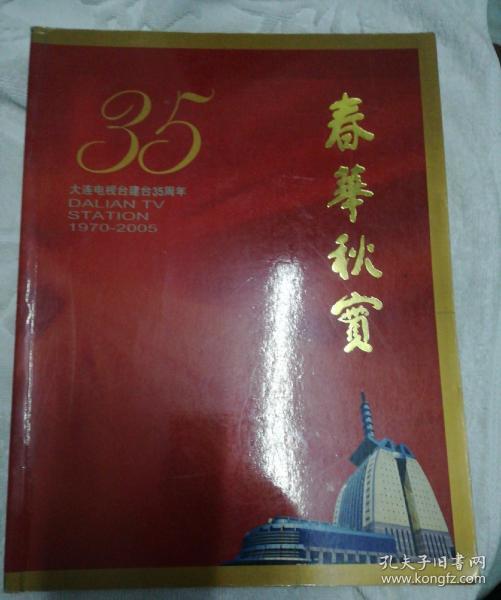 35
大连电视台建台35周年
DALIAN TV
STATION
1970-2005
春華秋實
孔夫子旧书网
www.kongfz.com